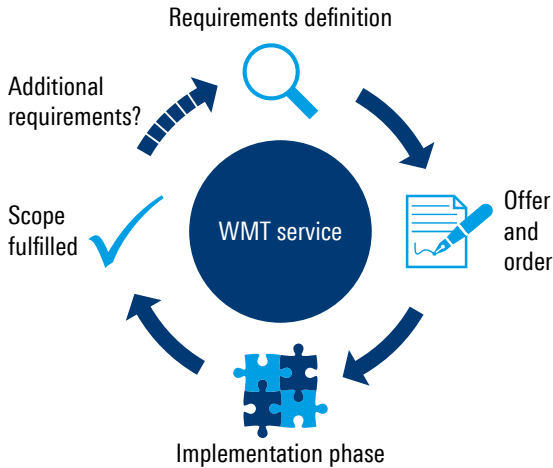 Requirements definition
Additional
requirements?
Offer
and
order
WMT service
Scope
fulfilled
Implementation phase